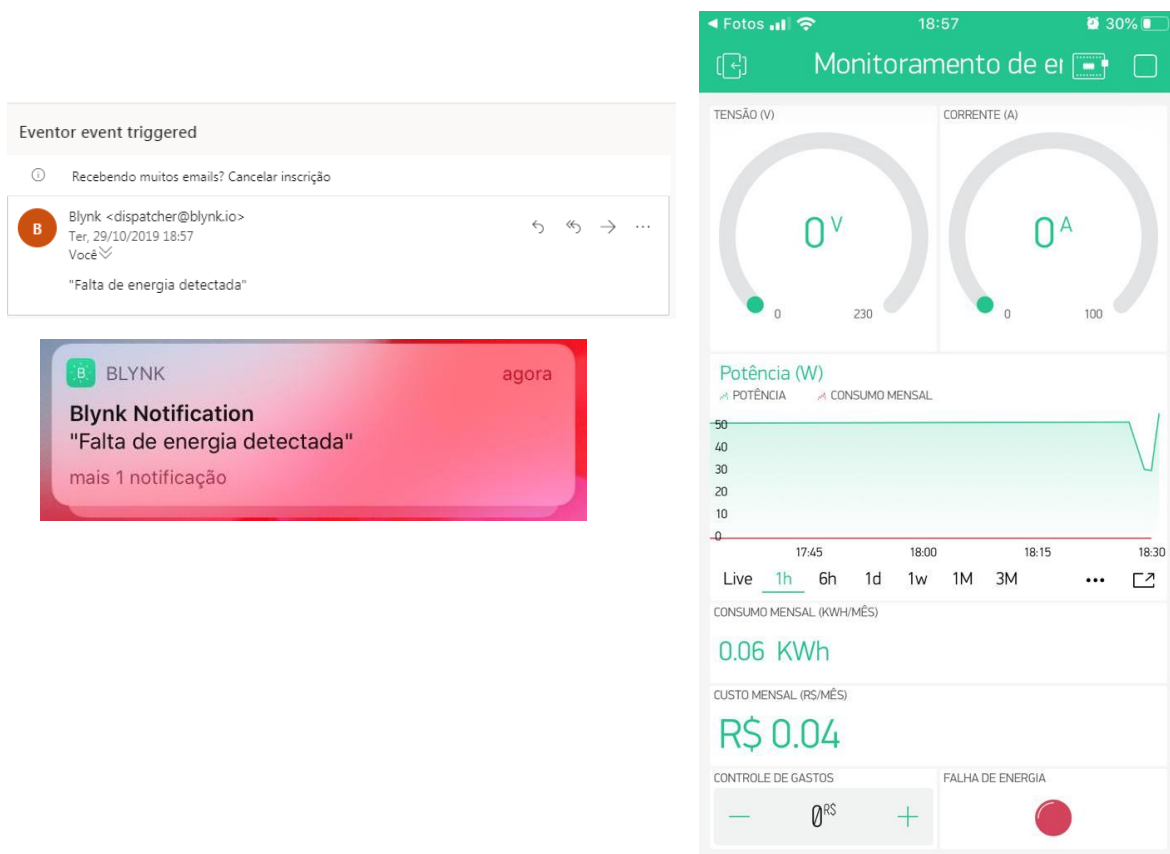 Eventor event triggered
Recebendo muitos emails? Cancelar inscrição
B
Blynk <dispatcher@blynk.io>
Ter, 29/10/2019 18:57
Você
"Falta de energia detectada"
B BLYNK agora
Blynk Notification
"Falta de energia detectada"
mais 1 notificação
Fotos 18:57 30%
Monitoramento de er
TENSÃO (V) CORRENTE (A)
0 V 0 A
0 230 0 100
Potência (W)
POTÊNCIA CONSUMO MENSAL
50
40
30
20
10
0
17:45 18:00 18:15 18:30
Live 1h 6h 1d 1w 1M 3M ...
CONSUMO MENSAL (KWH/MÊS)
0.06 KWh
CUSTO MENSAL (R$/MÊS)
R$ 0.04
CONTROLE DE GASTOS FALHA DE ENERGIA
— 0 R$ +